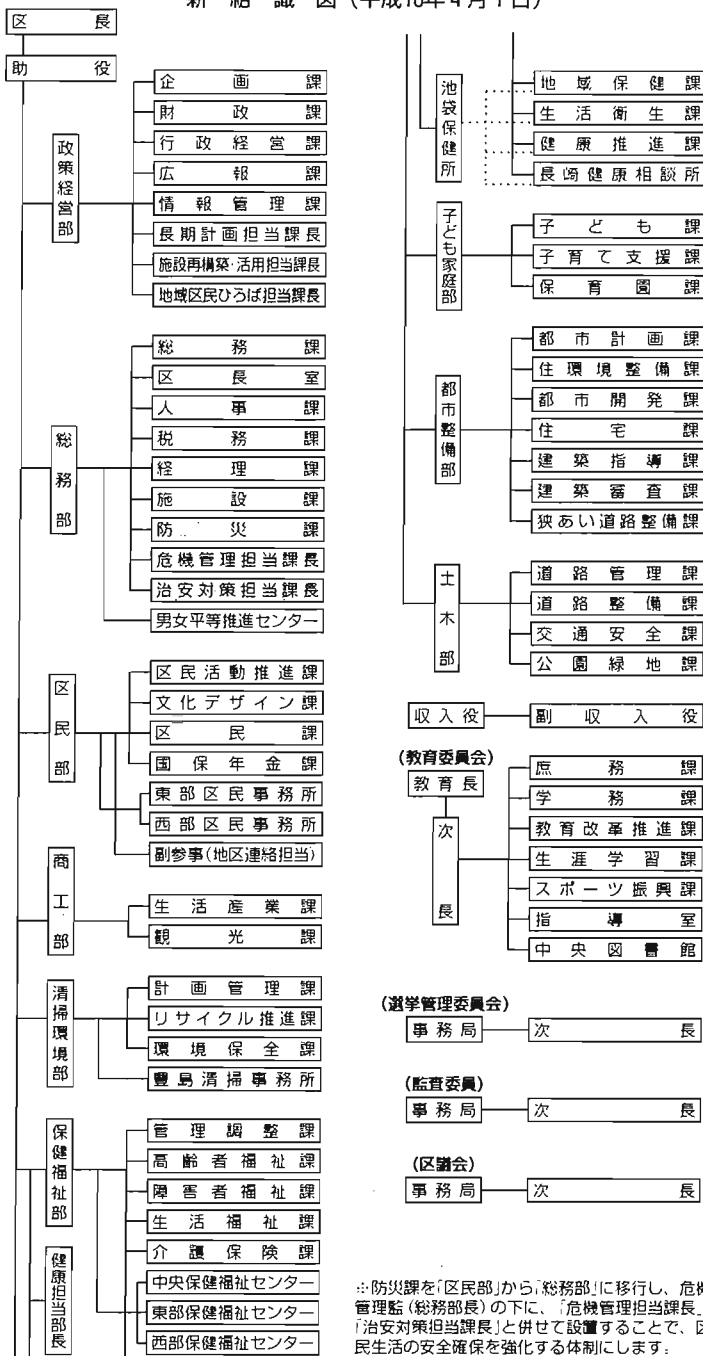 新組織図(平成16年4月1日)
区長
助役
政策経営部
企画課
財政課
行政経営課
広報課
情報管理課
長期計画担当課長
施設再構築・活用担当課長
地域区民ひろば担当課長
総務部
総務課
区長室
人事課
税務課
経理課
施設課
防災課
危機管理担当課長
治安対策担当課長
男女平等推進センター
区民部
区民活動推進課
文化デザイン課
区民課
国保年金課
東部区民事務所
西部区民事務所
副参事(地区連絡担当)
商工部
生活産業課
観光課
清掃環境部
計画管理課
リサイクル推進課
環境保全課
豊島清掃事務所
保健福祉部
管理調整課
高齢者福祉課
障害者福祉課
生活福祉課
介護保険課
中央保健福祉センター
東部保健福祉センター
西部保健福祉センター
健康担当部長
池袋保健所
地域保健課
生活衛生課
健康推進課
長崎健康相談所
子ども家庭部
子ども課
子育て支援課
保育園課
都市整備部
都市計画課
住環境整備課
都市開発課
住宅課
建築指導課
建築審査課
狭あい道路整備課
土木部
道路管理課
道路整備課
交通安全課
公園緑地課
収入役
副収入役
(教育委員会)
教育長
次長
庶務課
学務課
教育改革推進課
生涯学習課
スポーツ振興課
指導室
中央図書館
(選挙管理委員会)
事務局
次長
(監査委員)
事務局
次長
(区議会)
事務局
次長
※防災課を「区民部」から「総務部」に移行し、危機
管理監(総務部長)の下に、「危機管理担当課長」
「治安対策担当課長」と併せて設置することで、区
民生活の安全確保を強化する体制にします。